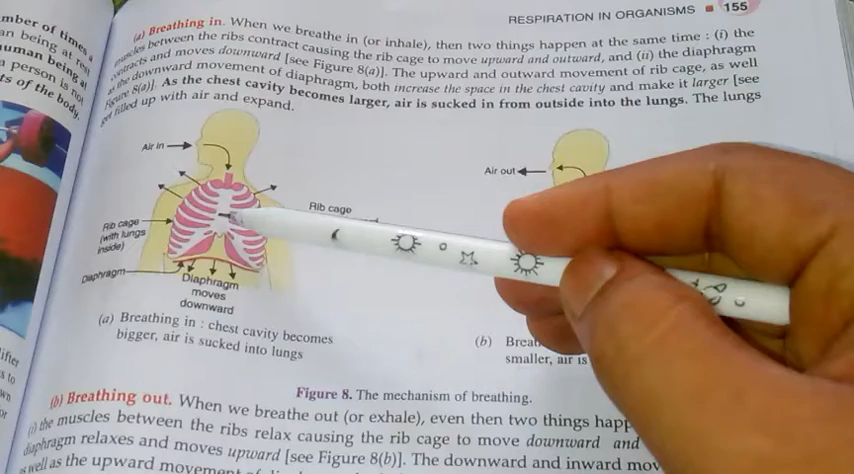 RESPIRATION IN ORGANISMS ■ 155
mber of times a
an being at rest
uman being at
a person is not
ts of the body.
(a) Breathing in. When we breathe in (or inhale), then two things happen at the same time : (i) the
muscles between the ribs contract causing the rib cage to move upward and outward, and (ii) the diaphragm
contracts and moves downward [see Figure 8(a)]. The upward and outward movement of rib cage, as well
as the downward movement of diaphragm, both increase the space in the chest cavity and make it larger [see
Figure 8(a)]. As the chest cavity becomes larger, air is sucked in from outside into the lungs. The lungs
get filled up with air and expand.
Air in
Rib cage
(with lungs
inside)
Diaphragm
Diaphragm
moves
downward
(a) Breathing in : chest cavity becomes
bigger, air is sucked into lungs
Air out
Rib cage
(b) Brea
smaller, air is
Figure 8. The mechanism of breathing.
lifter
s to
(b) Breathing out. When we breathe out (or exhale), even then two things happ
(i) the muscles between the ribs relax causing the rib cage to move downward and
diaphragm relaxes and moves upward [see Figure 8(b)]. The downward and inward mov
as well as the upward movement of